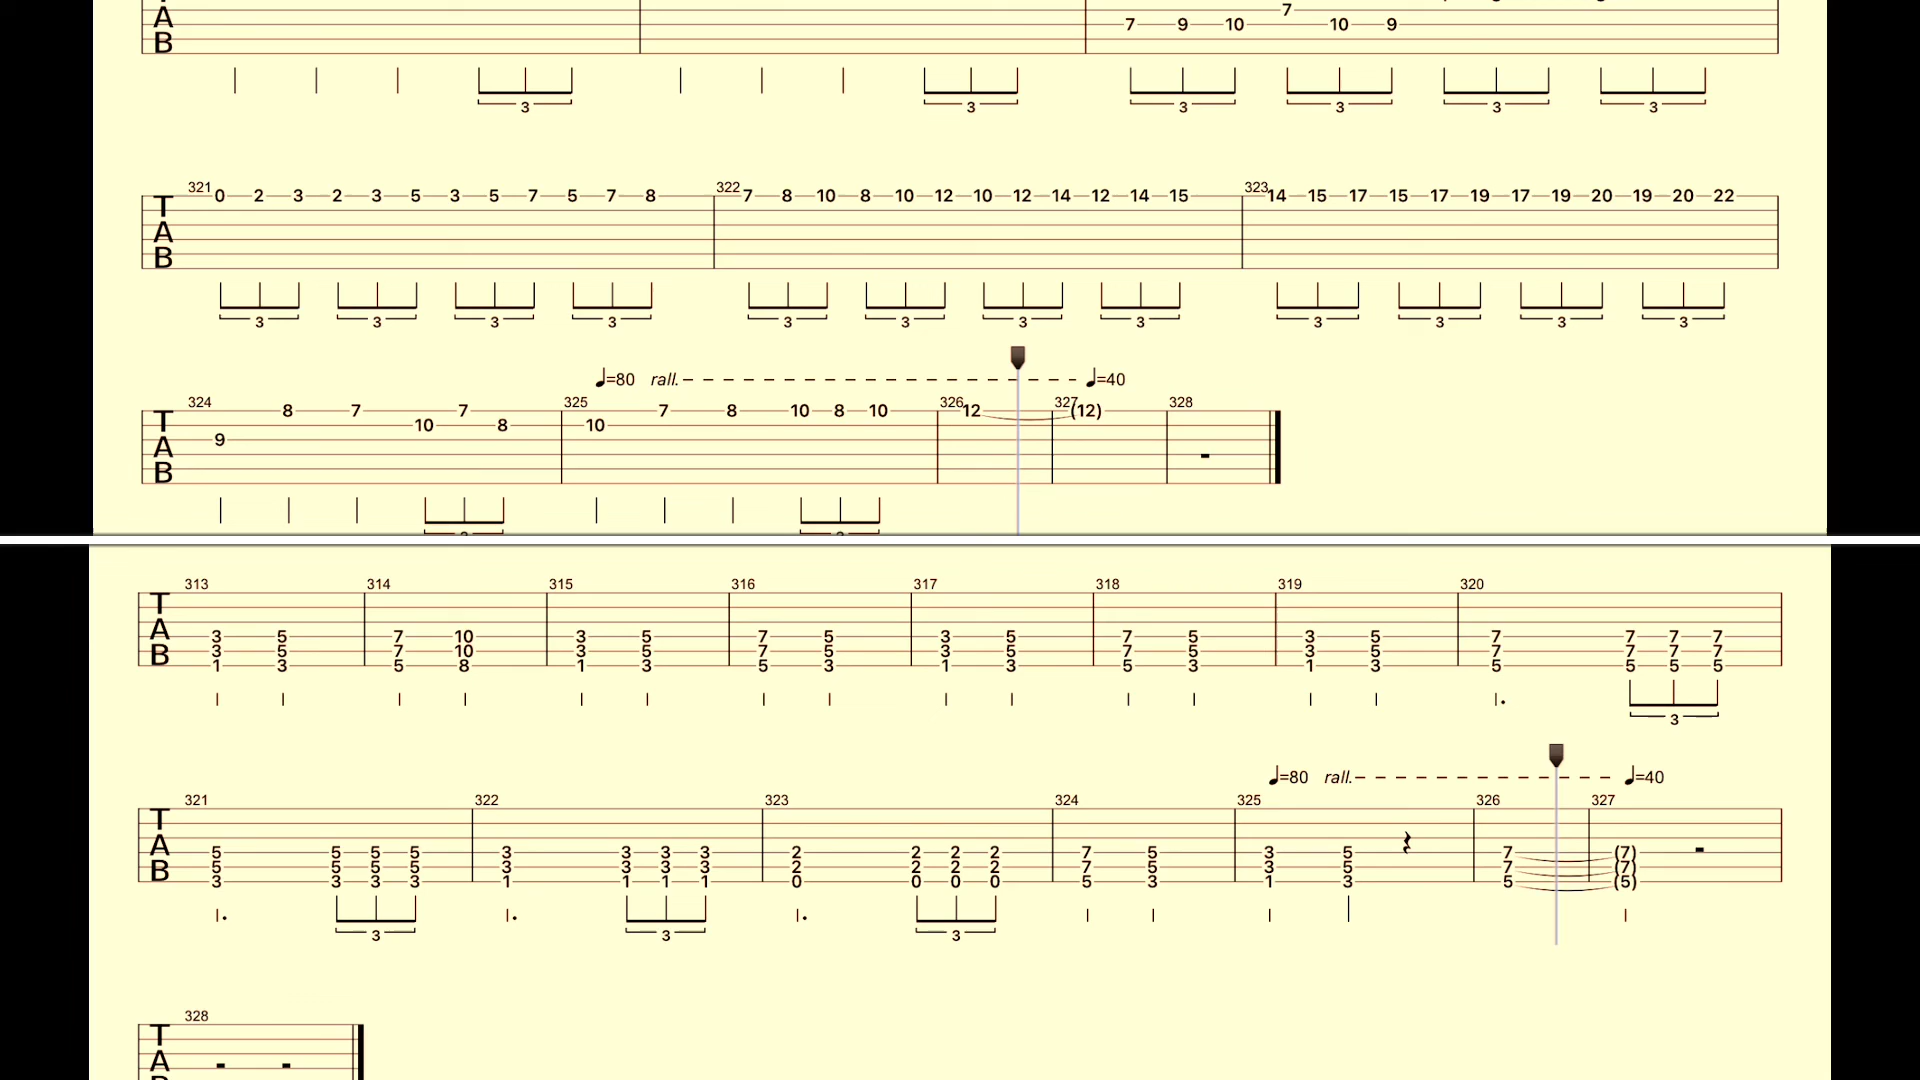 7
A 7 9 10 10 9
B
3 3 3 3 3 3
321 0 2 3 2 3 5 3 5 7 5 7 8 322 7 8 10 8 10 12 10 12 14 12 14 15 323 14 15 17 15 17 19 17 19 20 19 20 22
T
A
B
3 3 3 3 3 3 3 3 3 3 3 3
=80 rall. =40
324 325 326 327 328
T 8 7 7 7 8 10 8 10 12 (12)
10 8 10
A 9
B
313 314 315 316 317 318 319 320
T
A 3 5 7 10 3 5 7 5 3 5 7 5 3 5 7 7 7 7
B 3 5 7 10 3 5 7 5 3 5 7 5 3 5 7 7 7 7
1 3 5 8 1 3 5 3 1 3 5 3 1 3 5 5 5 5
3
=80 rall. =40
321 322 323 324 325 326 327
T
A 5 5 5 5 3 3 3 3 2 2 2 2 7 5 3 5 7 (7)
B 5 5 5 5 3 3 3 3 2 2 2 2 7 5 3 5 7 (7)
3 3 3 3 1 1 1 1 0 0 0 0 5 3 1 3 5 (5)
3 3 3
328
T
A